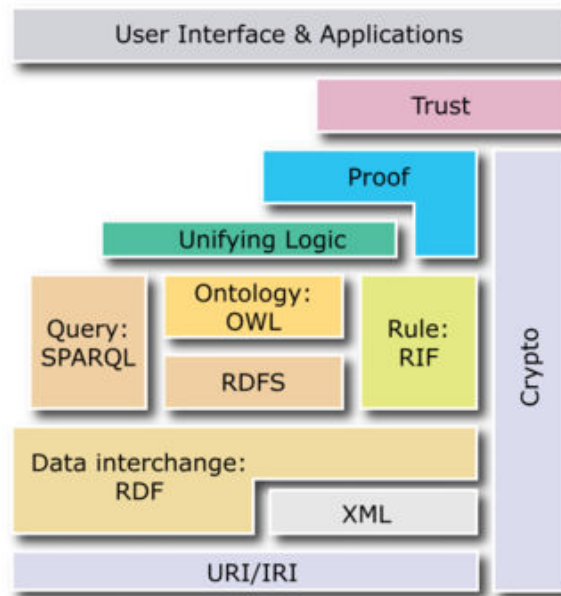 User Interface & Applications
Trust
Proof
Unifying Logic
Query:
SPARQL
Ontology:
OWL
RDFS
Rule:
RIF
Crypto
Data interchange:
RDF
XML
URI/IRI